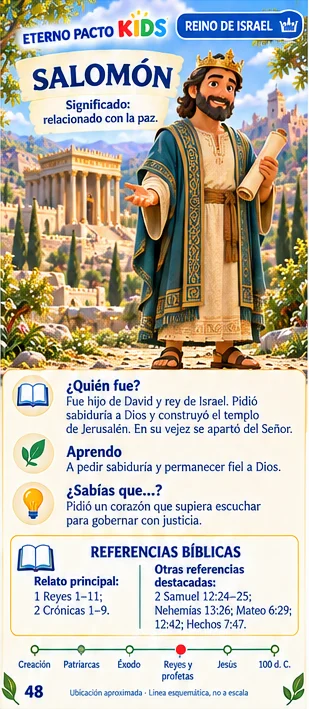 ETERNO PACTO KIDS
REINO DE ISRAEL
SALOMÓN
Significado:
relacionado con la paz.
¿Quién fue?
Fue hijo de David y rey de Israel. Pidió
sabiduría a Dios y construyó el templo
de Jerusalén. En su vejez se apartó del Señor.
Aprendo
A pedir sabiduría y permanecer fiel a Dios.
¿Sabías que...?
Pidió un corazón que supiera escuchar
para gobernar con justicia.
REFERENCIAS BÍBLICAS
Relato principal:
1 Reyes 1–11;
2 Crónicas 1–9.
Otras referencias
destacadas:
2 Samuel 12:24–25;
Nehemías 13:26; Mateo 6:29;
12:42; Hechos 7:47.
Creación
Patriarcas
Éxodo
Reyes y
profetas
Jesús
100 d. C.
48
Ubicación aproximada · Línea esquemática, no a escala